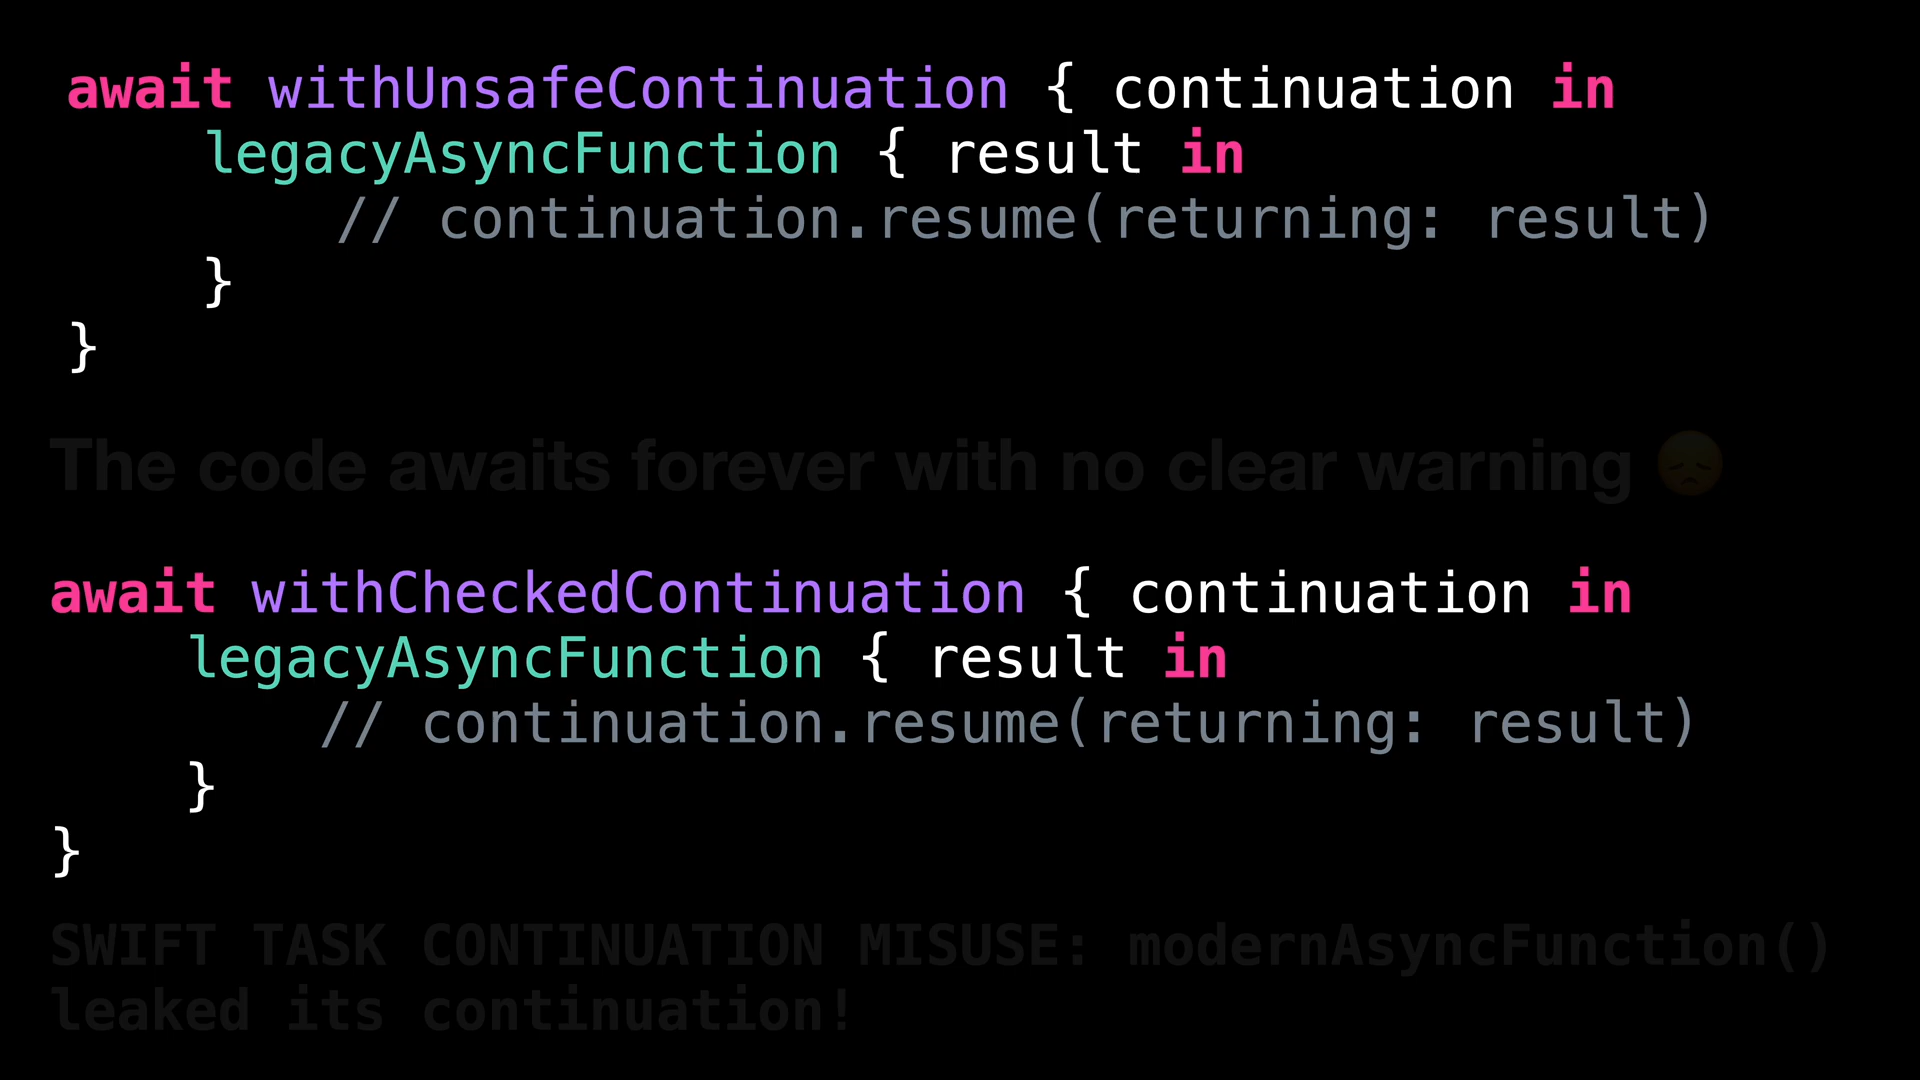 await withUnsafeContinuation { continuation in
legacyAsyncFunction { result in
// continuation.resume(returning: result)
}
}
The code awaits forever with no clear warning 😞
await withCheckedContinuation { continuation in
legacyAsyncFunction { result in
// continuation.resume(returning: result)
}
}
SWIFT TASK CONTINUATION MISUSE: modernAsyncFunction()
leaked its continuation!